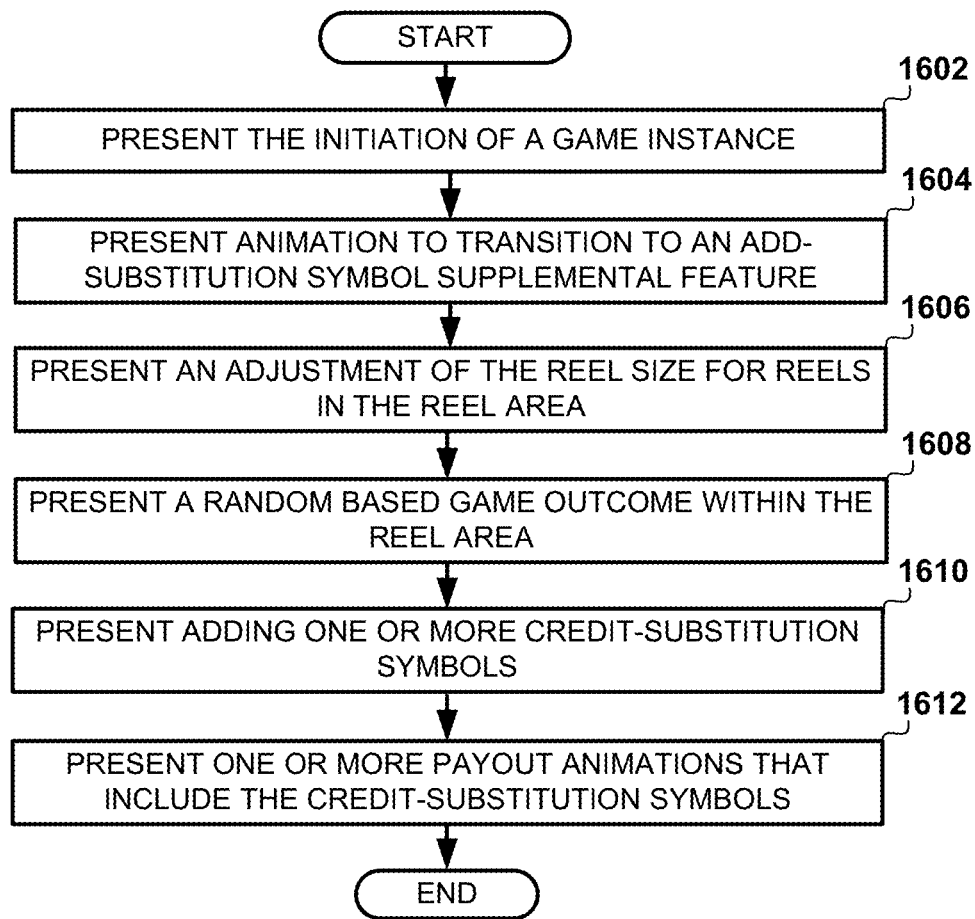 START
1602
PRESENT THE INITIATION OF A GAME INSTANCE
1604
PRESENT ANIMATION TO TRANSITION TO AN ADD-
SUBSTITUTION SYMBOL SUPPLEMENTAL FEATURE
1606
PRESENT AN ADJUSTMENT OF THE REEL SIZE FOR REELS
IN THE REEL AREA
1608
PRESENT A RANDOM BASED GAME OUTCOME WITHIN THE
REEL AREA
1610
PRESENT ADDING ONE OR MORE CREDIT-SUBSTITUTION
SYMBOLS
1612
PRESENT ONE OR MORE PAYOUT ANIMATIONS THAT
INCLUDE THE CREDIT-SUBSTITUTION SYMBOLS
END